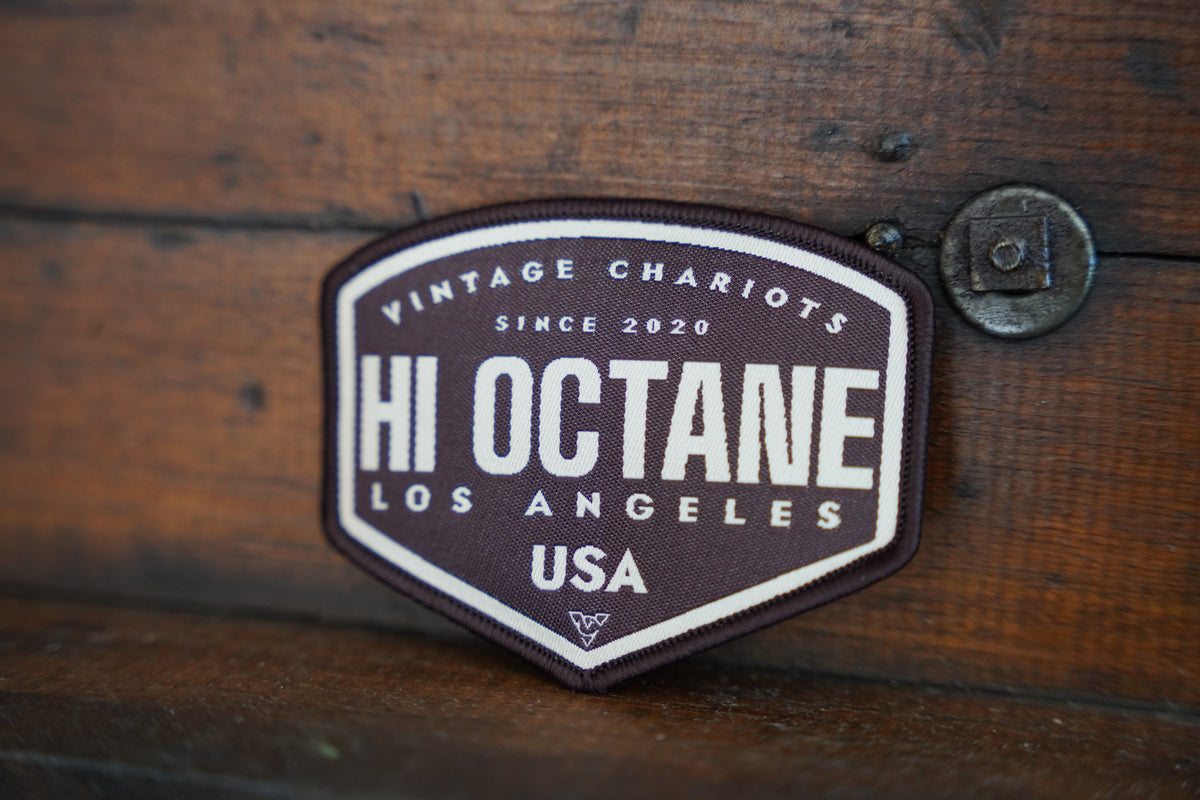 VINTAGE CHARIOTS
SINCE 2020
HI OCTANE
LOS ANGELES
USA